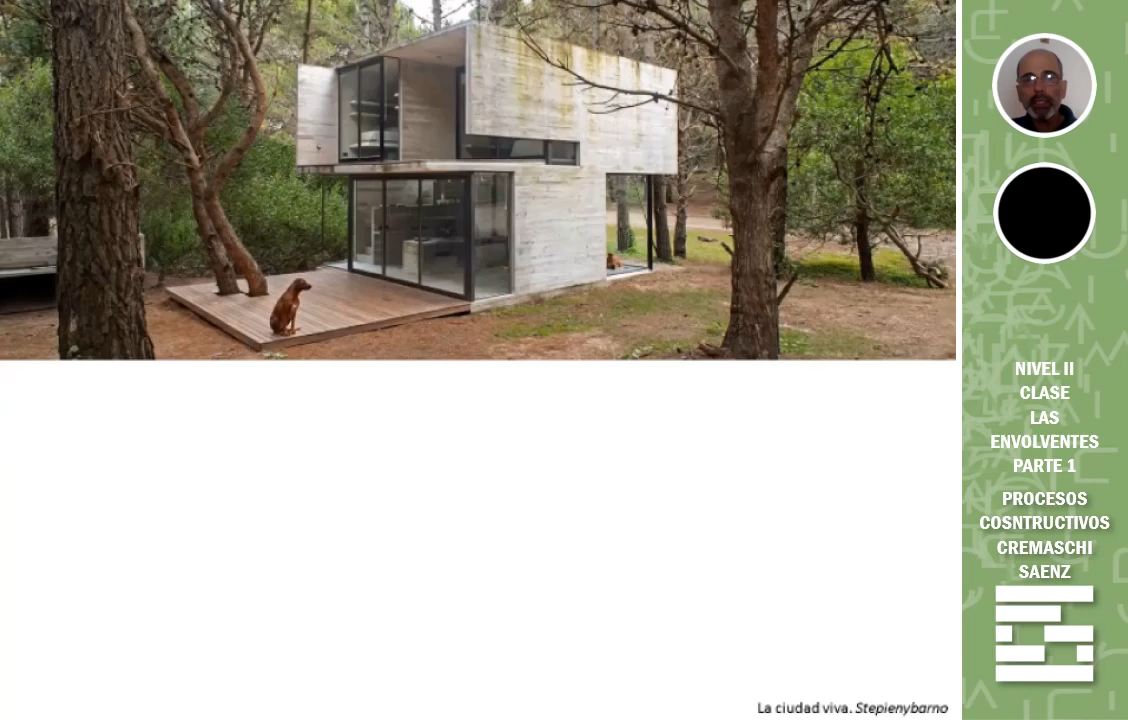 NIVEL II
CLASE
LAS
ENVOLVENTES
PARTE 1
PROCESOS
COSNTRUCTIVOS
CREMASCHI
SAENZ
La ciudad viva. Stepienybarno